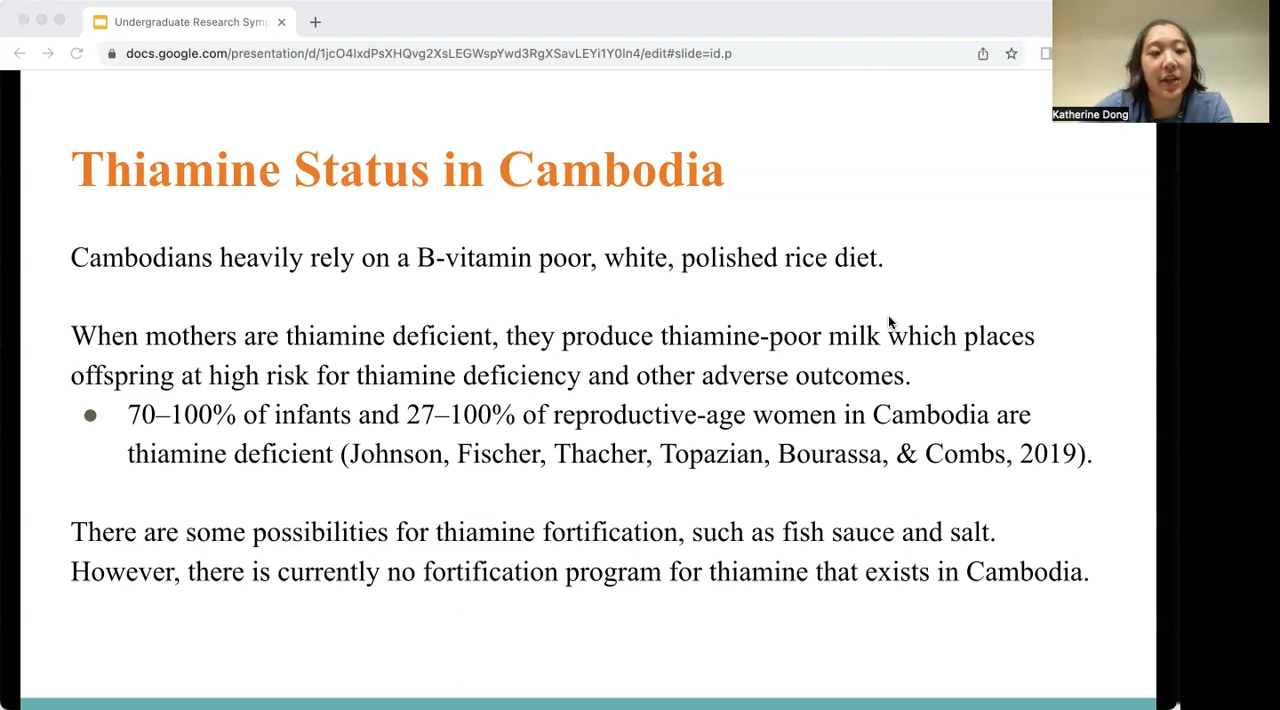 Undergraduate Research Symp
docs.google.com/presentation/d/1jcO4lxdPsXHQvg2XsLEGWspYwd3RgXSavLEYi1Y0ln4/edit#slide=id.p
Katherine Dong
Thiamine Status in Cambodia
Cambodians heavily rely on a B-vitamin poor, white, polished rice diet.
When mothers are thiamine deficient, they produce thiamine-poor milk which places
offspring at high risk for thiamine deficiency and other adverse outcomes.
● 70–100% of infants and 27–100% of reproductive-age women in Cambodia are
thiamine deficient (Johnson, Fischer, Thacher, Topazian, Bourassa, & Combs, 2019).
There are some possibilities for thiamine fortification, such as fish sauce and salt.
However, there is currently no fortification program for thiamine that exists in Cambodia.